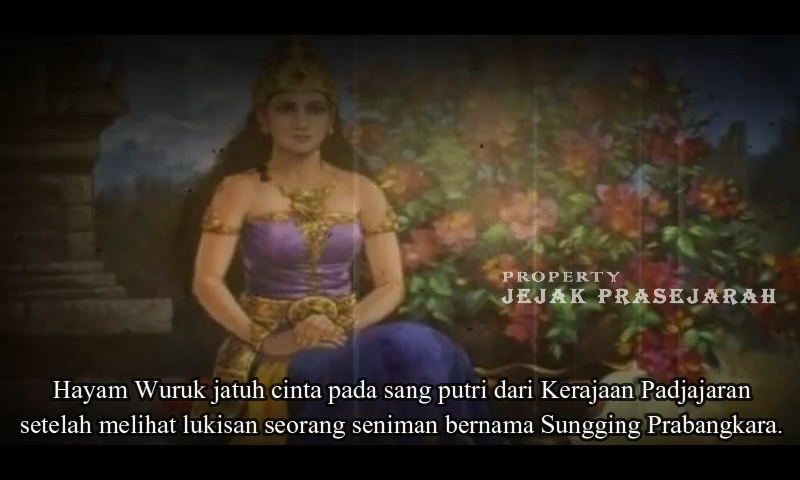 PROPERTY
JEJAK PRASEJARAH
Hayam Wuruk jatuh cinta pada sang putri dari Kerajaan Padjajaran
setelah melihat lukisan seorang seniman bernama Sungging Prabangkara.